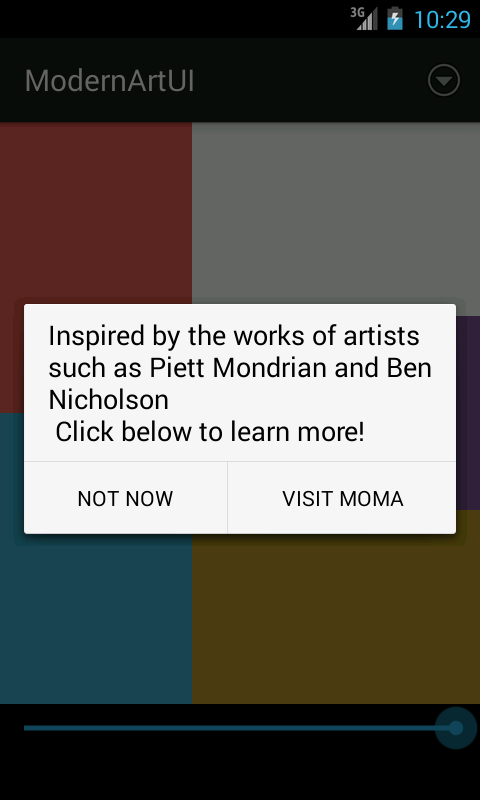 3G 10:29
ModernArtUI
Inspired by the works of artists
such as Piett Mondrian and Ben
Nicholson
Click below to learn more!
NOT NOW VISIT MOMA